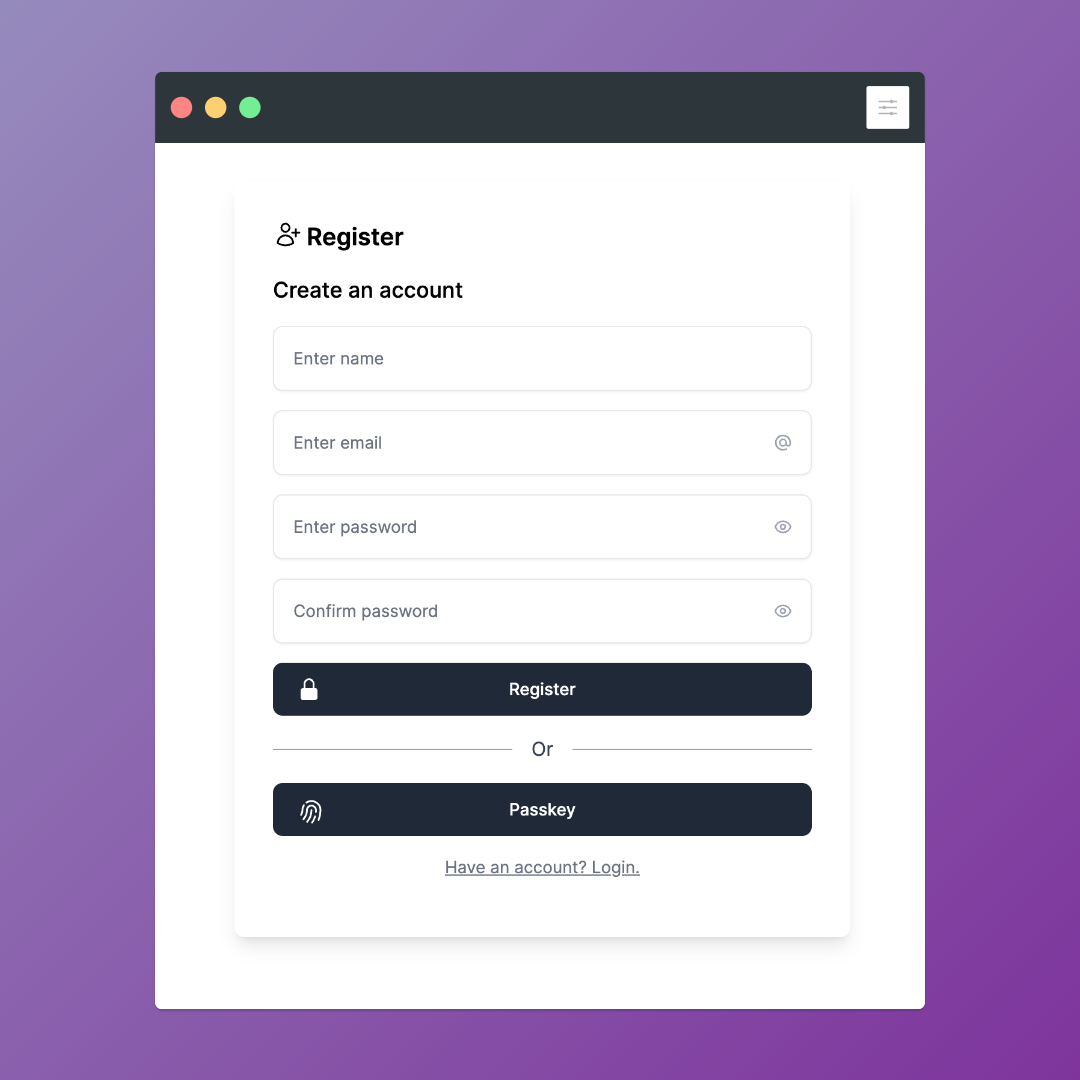 Register
Create an account
Enter name
Enter email
Enter password
Confirm password
Register
Or
Passkey
Have an account? Login.